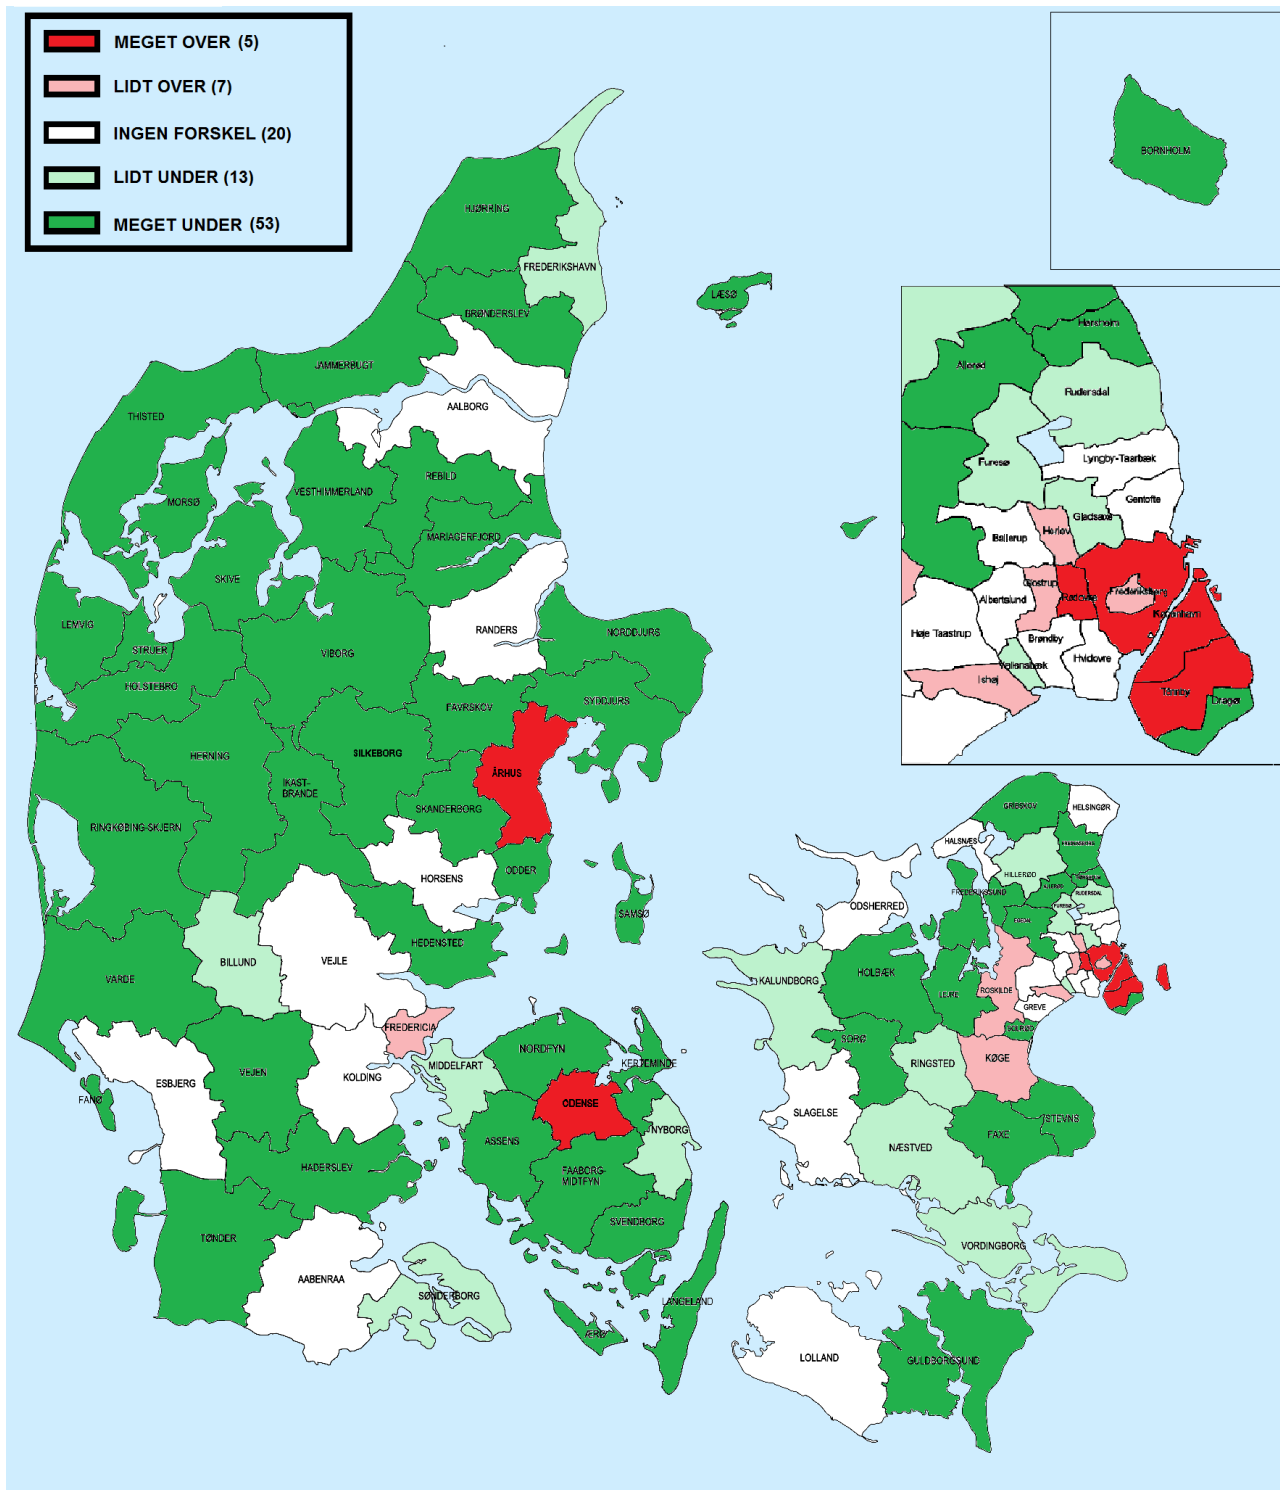 MEGET OVER (5)
LIDT OVER (7)
INGEN FORSKEL (20)
LIDT UNDER (13)
MEGET UNDER (53)
BORNHOLM
HJØRRING
FREDERIKSHAVN
LÆSØ
BRØNDERSLEV
JAMMERBUGT
THISTED
AALBORG
REBILD
VESTHIMMERLAND
MORSØ
MARIAGERFJORD
SKIVE
LEMVIG
STRUER
VIBORG
RANDERS
NORDDJURS
HOLSTEBRO
FAVRSKOV
SYDDJURS
HERNING
SILKEBORG
ÅRHUS
IKAST-
BRANDE
SKANDERBORG
RINGKØBING-SKJERN
HORSENS
ODDER
SAMSØ
HEDENSTED
VARDE
BILLUND
VEJLE
FREDERICIA
ESBJERG
VEJEN
KOLDING
FANØ
MIDDELFART
NORDFYN
KERTEMINDE
ODENSE
NYBORG
ASSENS
HADERSLEV
FAABORG-
MIDTFYN
SVENDBORG
TØNDER
AABENRAA
SØNDERBORG
LANGELAND
ÆRØ
Hørsholm
Allerød
Rudersdal
Furesø
Lyngby-Taarbæk
Gentofte
Gladsaxe
Herlev
Ballerup
Glostrup
Rødovre
Frederiksberg
København
Albertslund
Høje Taastrup
Brøndby
Hvidovre
Vallensbæk
Ishøj
Tårnby
Dragør
GRIBSKOV
HELSINGØR
HALSNÆS
HILLERØD
FREDERIKSSUND
ALLERØD
RUDERSDAL
FURESØ
EGEDAL
ODSHERRED
KALUNDBORG
HOLBÆK
LEJRE
ROSKILDE
GREVE
SOLRØD
SORØ
RINGSTED
KØGE
SLAGELSE
STEVNS
FAXE
NÆSTVED
VORDINGBORG
LOLLAND
GULDBORGSUND